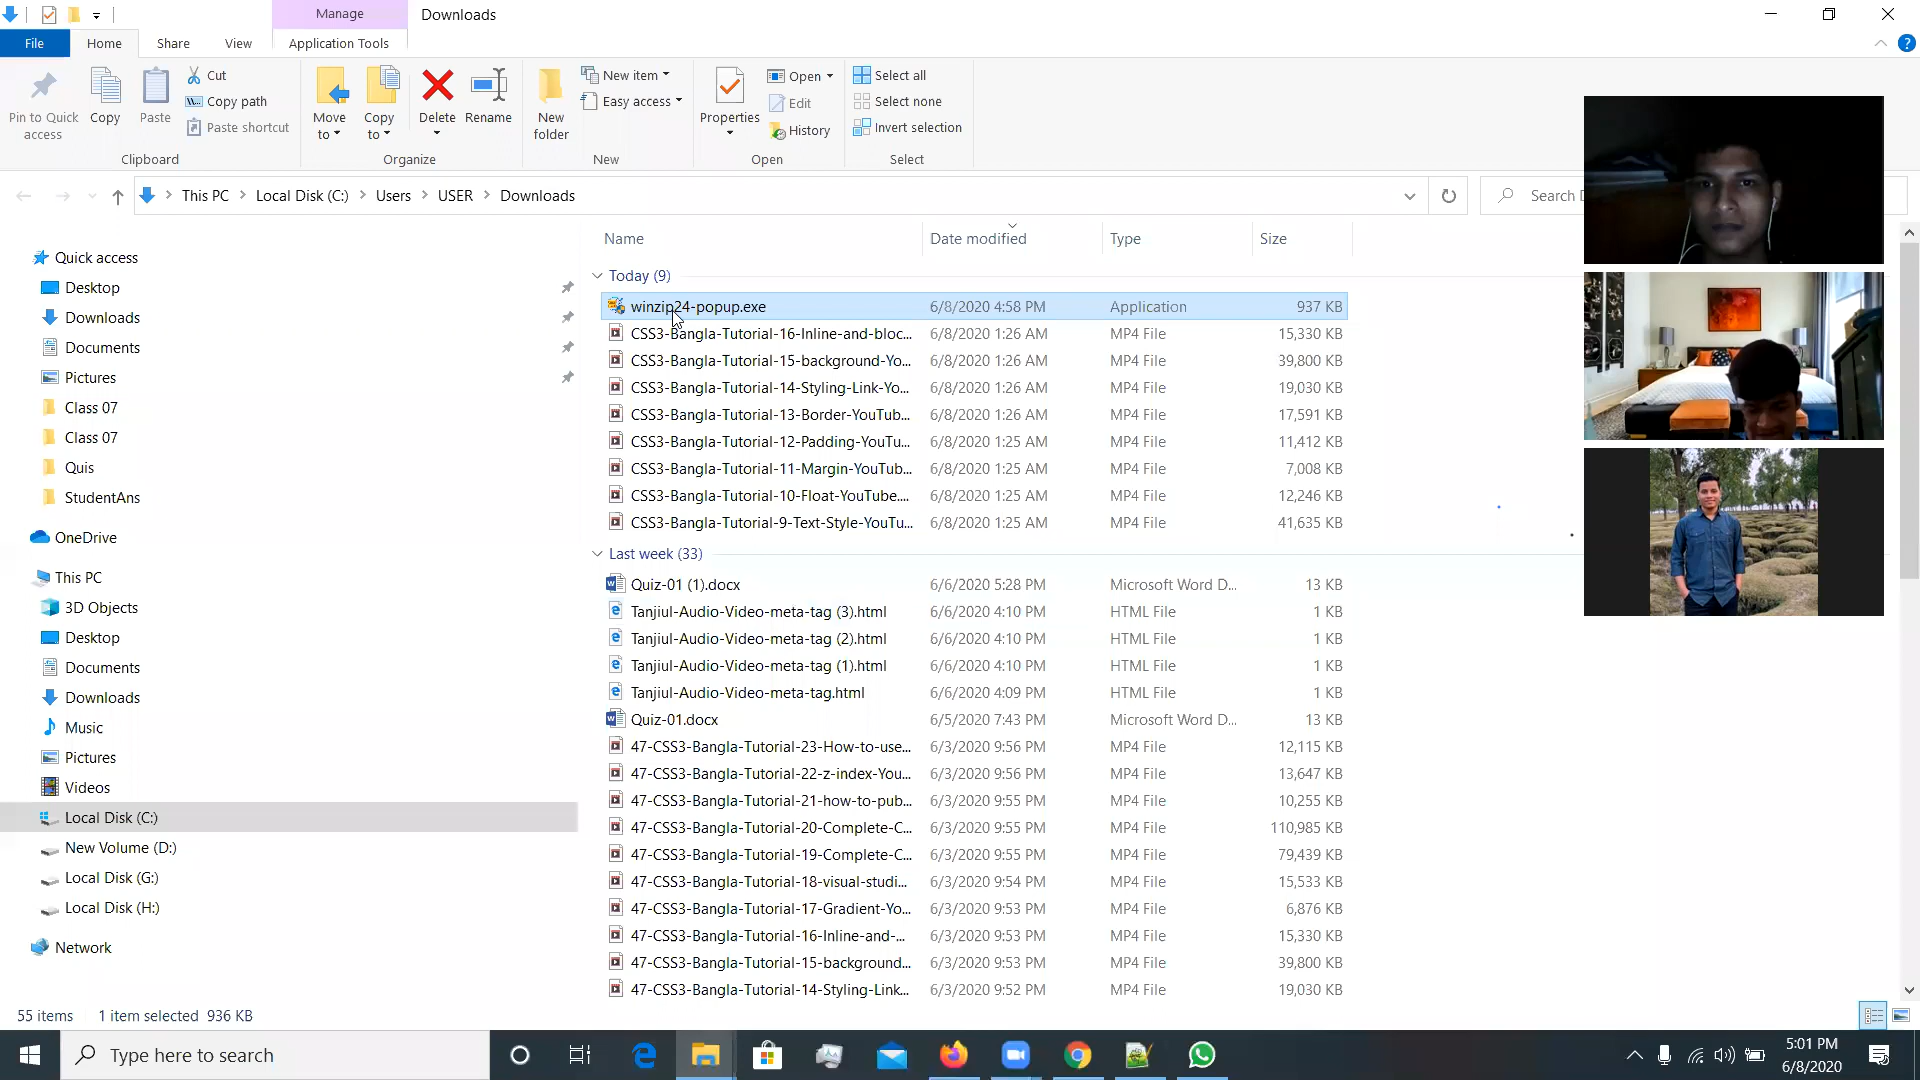 Manage
Downloads
File
Home
Share
View
Application Tools
Pin to Quick access
Copy
Paste
Cut
Copy path
Paste shortcut
Clipboard
Move to
Copy to
Delete
Rename
Organize
New folder
New item
Easy access
New
Properties
Open
Edit
History
Open
Select all
Select none
Invert selection
Select
This PC
Local Disk (C:)
Users
USER
Downloads
Search
Quick access
Desktop
Downloads
Documents
Pictures
Class 07
Class 07
Quis
StudentAns
OneDrive
This PC
3D Objects
Desktop
Documents
Downloads
Music
Pictures
Videos
Local Disk (C:)
New Volume (D:)
Local Disk (G:)
Local Disk (H:)
Network
Name Date modified Type Size
Today (9)
winzip24-popup.exe 6/8/2020 4:58 PM Application 937 KB
CSS3-Bangla-Tutorial-16-Inline-and-bloc... 6/8/2020 1:26 AM MP4 File 15,330 KB
CSS3-Bangla-Tutorial-15-background-Yo... 6/8/2020 1:26 AM MP4 File 39,800 KB
CSS3-Bangla-Tutorial-14-Styling-Link-Yo... 6/8/2020 1:26 AM MP4 File 19,030 KB
CSS3-Bangla-Tutorial-13-Border-YouTub... 6/8/2020 1:26 AM MP4 File 17,591 KB
CSS3-Bangla-Tutorial-12-Padding-YouTu... 6/8/2020 1:25 AM MP4 File 11,412 KB
CSS3-Bangla-Tutorial-11-Margin-YouTub... 6/8/2020 1:25 AM MP4 File 7,008 KB
CSS3-Bangla-Tutorial-10-Float-YouTube.... 6/8/2020 1:25 AM MP4 File 12,246 KB
CSS3-Bangla-Tutorial-9-Text-Style-YouTu... 6/8/2020 1:25 AM MP4 File 41,635 KB
Last week (33)
Quiz-01 (1).docx 6/6/2020 5:28 PM Microsoft Word D... 13 KB
Tanjiul-Audio-Video-meta-tag (3).html 6/6/2020 4:10 PM HTML File 1 KB
Tanjiul-Audio-Video-meta-tag (2).html 6/6/2020 4:10 PM HTML File 1 KB
Tanjiul-Audio-Video-meta-tag (1).html 6/6/2020 4:10 PM HTML File 1 KB
Tanjiul-Audio-Video-meta-tag.html 6/6/2020 4:09 PM HTML File 1 KB
Quiz-01.docx 6/5/2020 7:43 PM Microsoft Word D... 13 KB
47-CSS3-Bangla-Tutorial-23-How-to-use... 6/3/2020 9:56 PM MP4 File 12,115 KB
47-CSS3-Bangla-Tutorial-22-z-index-You... 6/3/2020 9:56 PM MP4 File 13,647 KB
47-CSS3-Bangla-Tutorial-21-how-to-pub... 6/3/2020 9:55 PM MP4 File 10,255 KB
47-CSS3-Bangla-Tutorial-20-Complete-C... 6/3/2020 9:55 PM MP4 File 110,985 KB
47-CSS3-Bangla-Tutorial-19-Complete-C... 6/3/2020 9:55 PM MP4 File 79,439 KB
47-CSS3-Bangla-Tutorial-18-visual-studi... 6/3/2020 9:54 PM MP4 File 15,533 KB
47-CSS3-Bangla-Tutorial-17-Gradient-Yo... 6/3/2020 9:53 PM MP4 File 6,876 KB
47-CSS3-Bangla-Tutorial-16-Inline-and-... 6/3/2020 9:53 PM MP4 File 15,330 KB
47-CSS3-Bangla-Tutorial-15-background... 6/3/2020 9:53 PM MP4 File 39,800 KB
47-CSS3-Bangla-Tutorial-14-Styling-Link... 6/3/2020 9:52 PM MP4 File 19,030 KB
55 items 1 item selected 936 KB
Type here to search
5:01 PM
6/8/2020